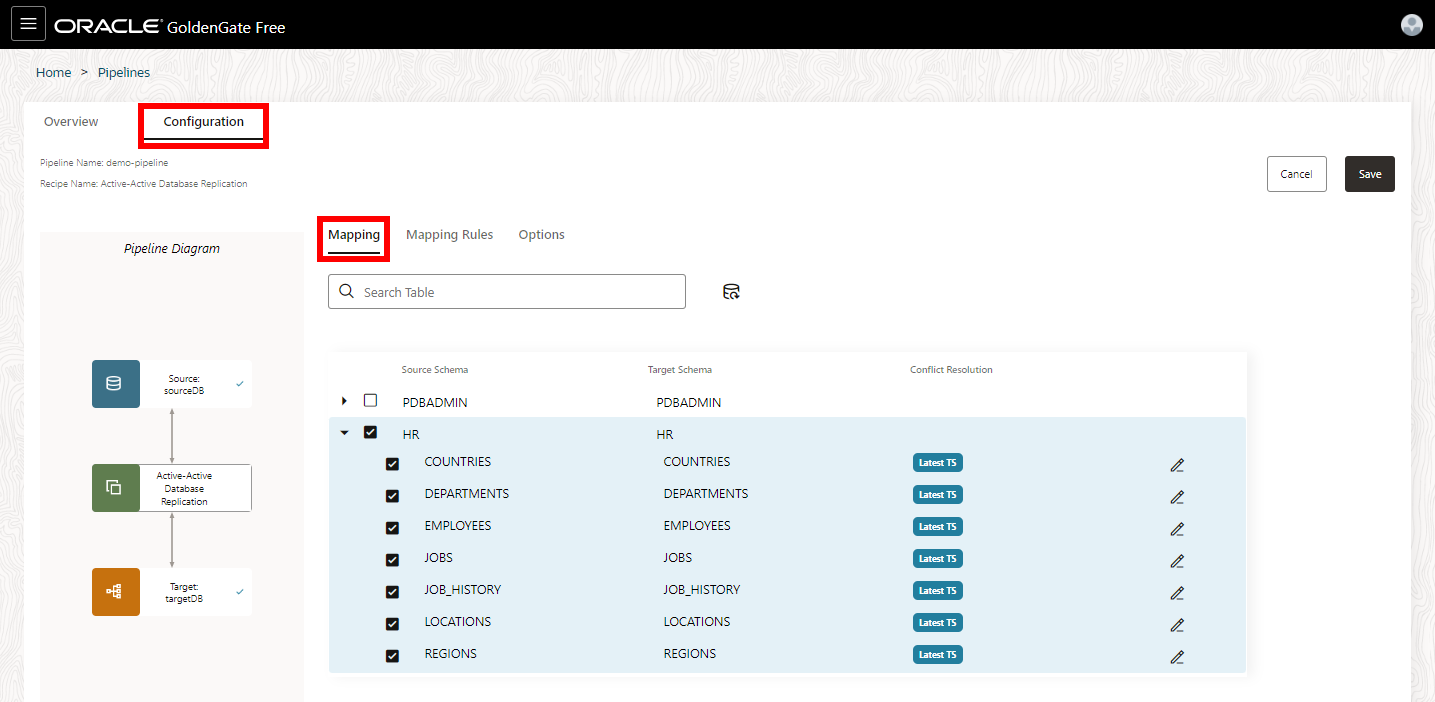 ORACLE GoldenGate Free
Home > Pipelines
Overview Configuration
Pipeline Name: demo-pipeline
Recipe Name: Active-Active Database Replication
Cancel Save
Pipeline Diagram
Source:
sourceDB
Active-Active
Database
Replication
Target:
targetDB
Mapping Mapping Rules Options
Search Table
Source Schema Target Schema Conflict Resolution
PDBADMIN PDBADMIN
HR HR
COUNTRIES COUNTRIES Latest TS
DEPARTMENTS DEPARTMENTS Latest TS
EMPLOYEES EMPLOYEES Latest TS
JOBS JOBS Latest TS
JOB_HISTORY JOB_HISTORY Latest TS
LOCATIONS LOCATIONS Latest TS
REGIONS REGIONS Latest TS